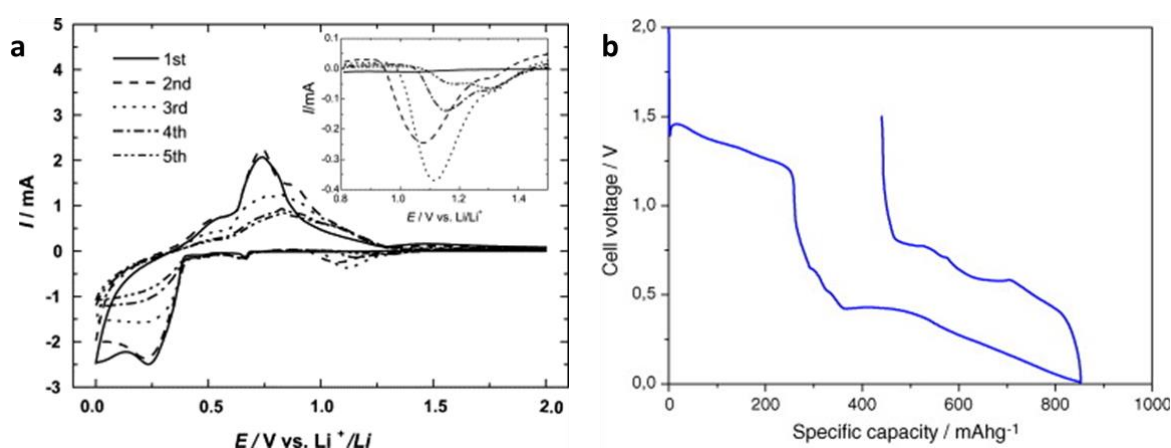 a
5
4
3
2
1
0
-1
-2
-3
I / mA
1st
2nd
3rd
4th
5th
0.1
0.0
-0.1
-0.2
-0.3
-0.4
I/mA
0.8 1.0 1.2 1.4
E / V vs. Li/Li⁺
0.0 0.5 1.0 1.5 2.0
E / V vs. Li ⁺/Li
b
2,0
1,5
1,0
0,5
0,0
Cell voltage / V
0 200 400 600 800 1000
Specific capacity / mAhg⁻¹